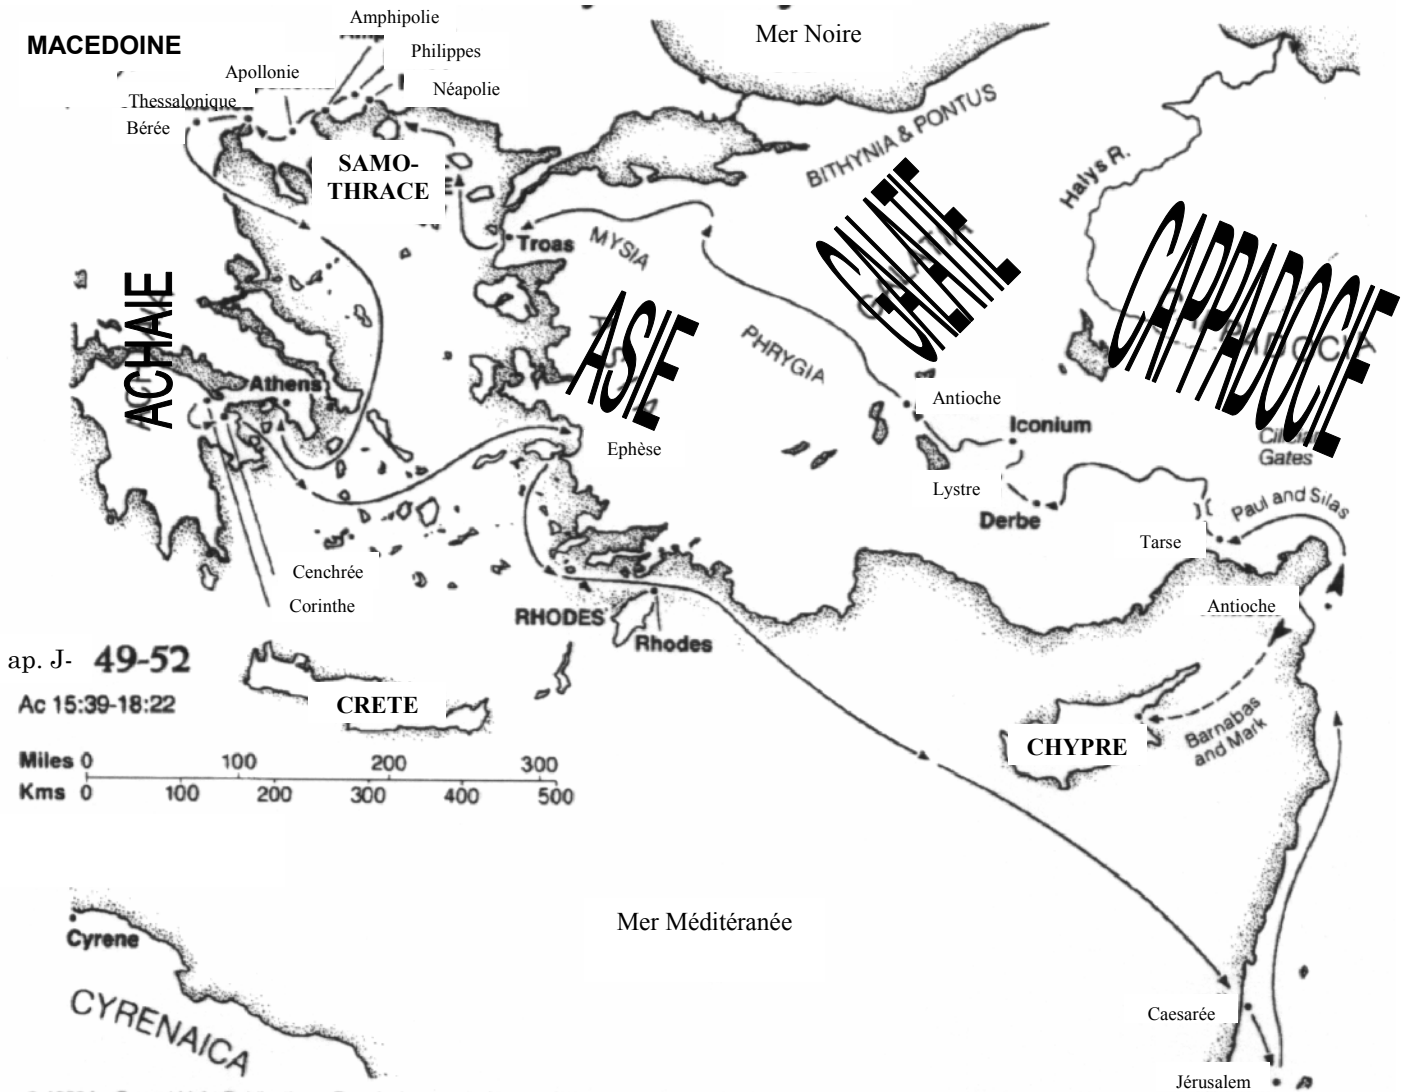 Amphipolie
MACEDOINE
Mer Noire
Philippes
Apollonie
Néapolie
Thessalonique
Bérée
BITHYNIA & PONTUS
SAMO-
THRACE
Halys R.
Troas
MYSIA
GALATIE
CAPPADOCIE
ACHAIE
ASIE
PHRYGIA
Athens
Antioche
Iconium
Ephèse
Gates
Lystre
Derbe
Paul and Silas
Tarse
Cenchrée
Corinthe
Antioche
RHODES
Rhodes
ap. J- 49-52
Ac 15:39-18:22
CRETE
CHYPRE
Barnabas
and Mark
Miles 0 100 200 300
Kms 0 100 200 300 400 500
Mer Méditéranée
Cyrene
CYRENAICA
Caesarée
Jérusalem